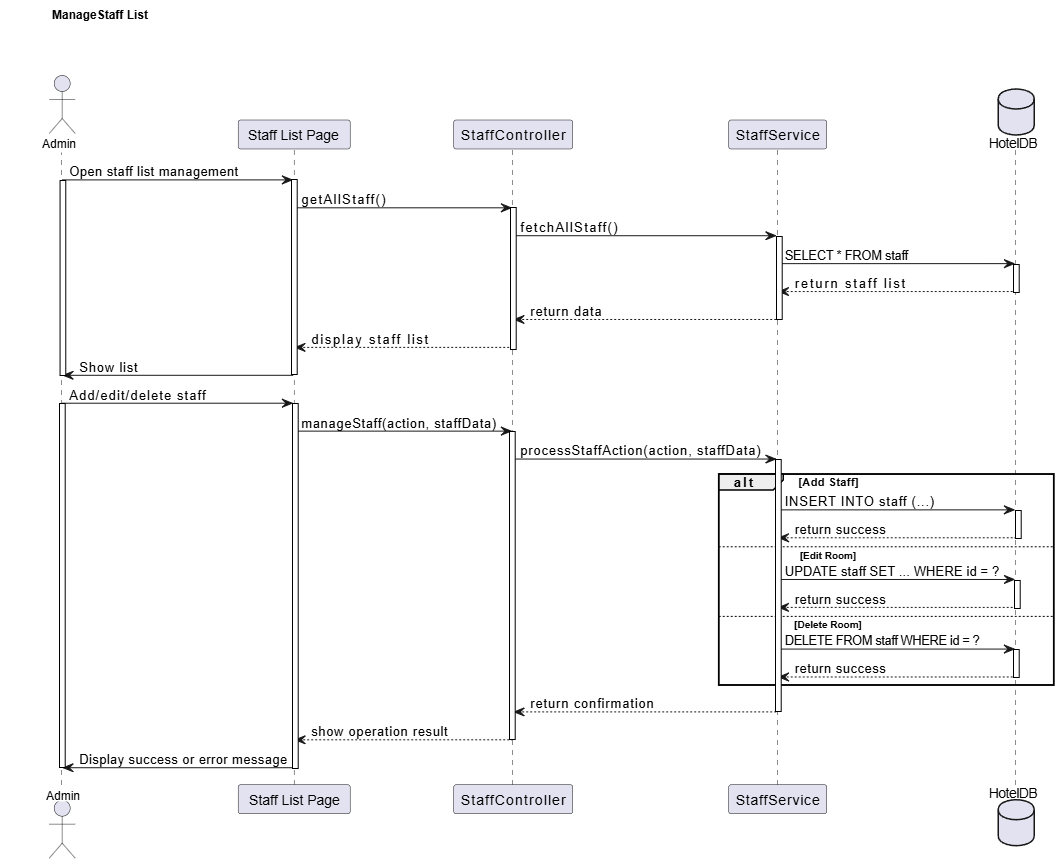 ManageStaff List
Admin
Staff List Page
StaffController
StaffService
HotelDB
Open staff list management
getAllStaff()
fetchAllStaff()
SELECT * FROM staff
return staff list
return data
display staff list
Show list
Add/edit/delete staff
manageStaff(action, staffData)
processStaffAction(action, staffData)
alt
[Add Staff]
INSERT INTO staff (...)
return success
[Edit Room]
UPDATE staff SET ... WHERE id = ?
return success
[Delete Room]
DELETE FROM staff WHERE id = ?
return success
return confirmation
show operation result
Display success or error message
Admin
Staff List Page
StaffController
StaffService
HotelDB